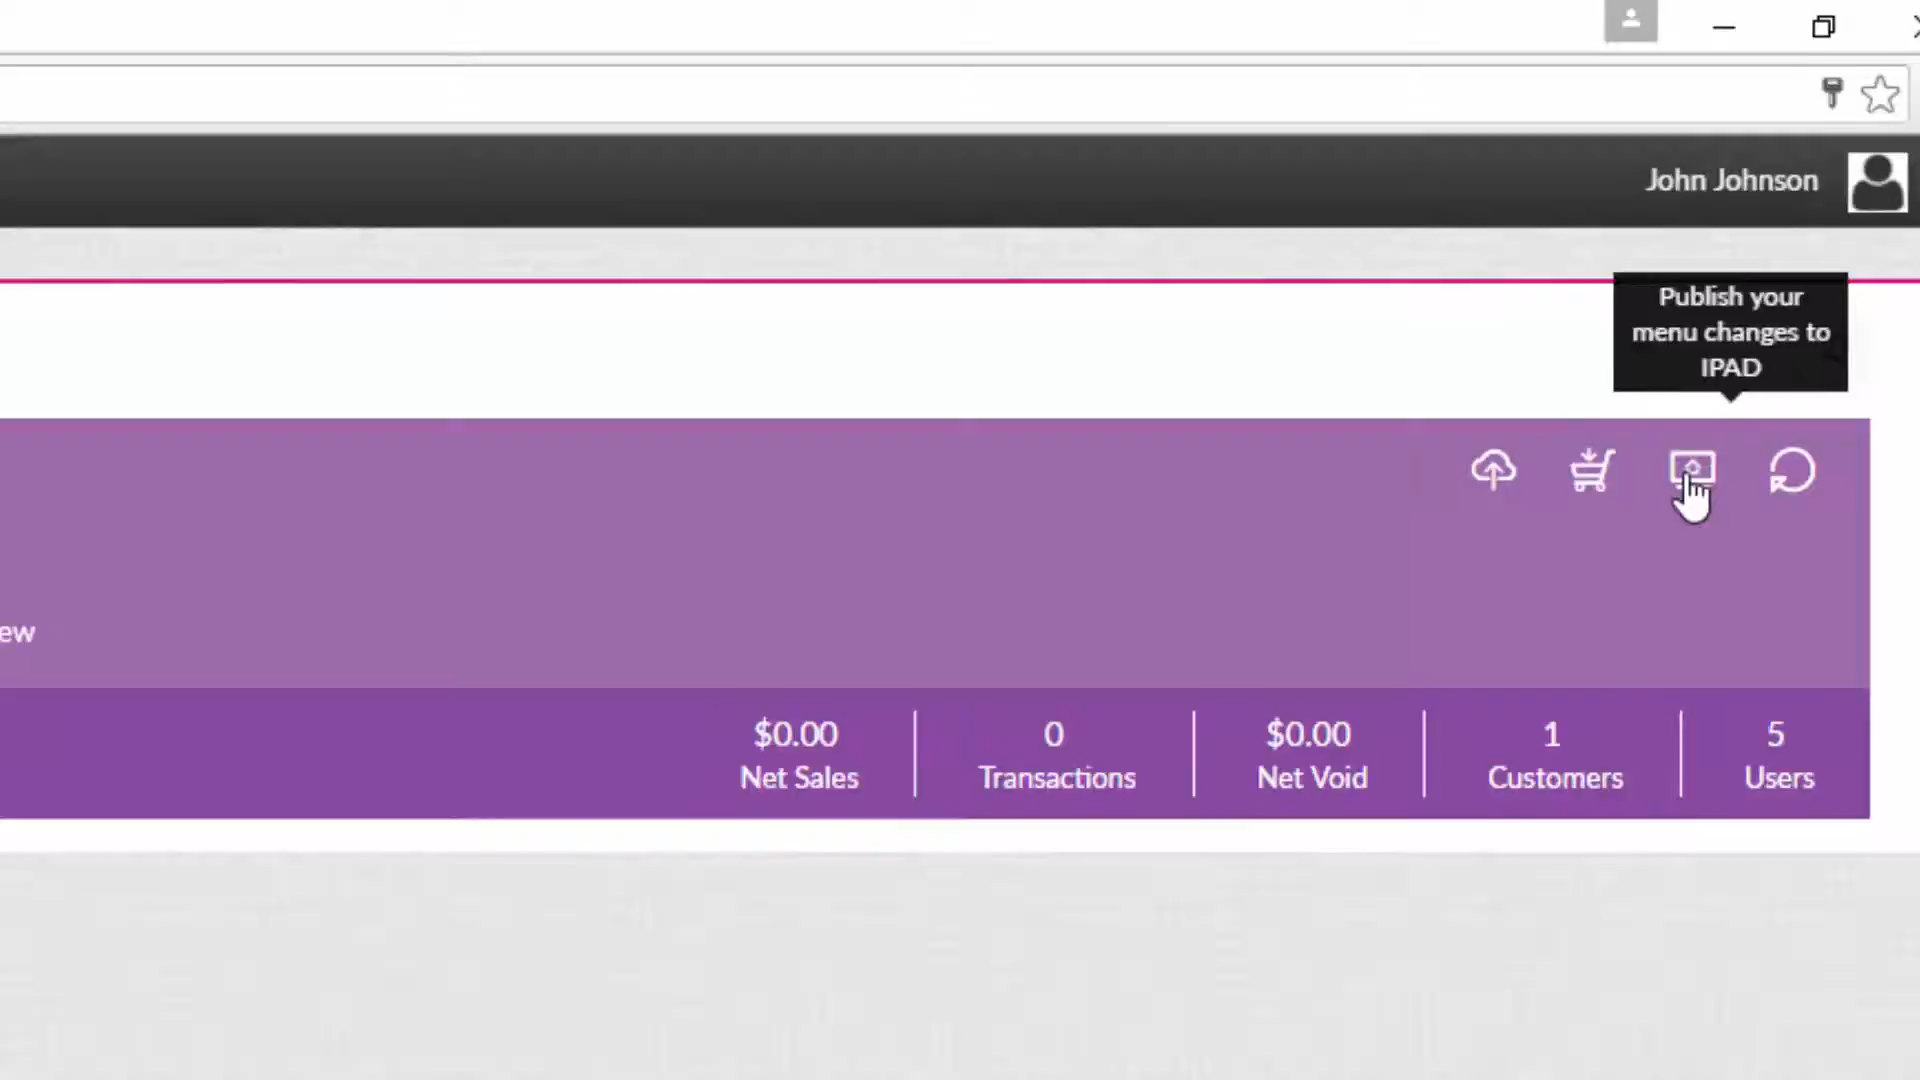 John Johnson
Publish your
menu changes to
IPAD
ew
$0.00
Net Sales
0
Transactions
$0.00
Net Void
1
Customers
5
Users